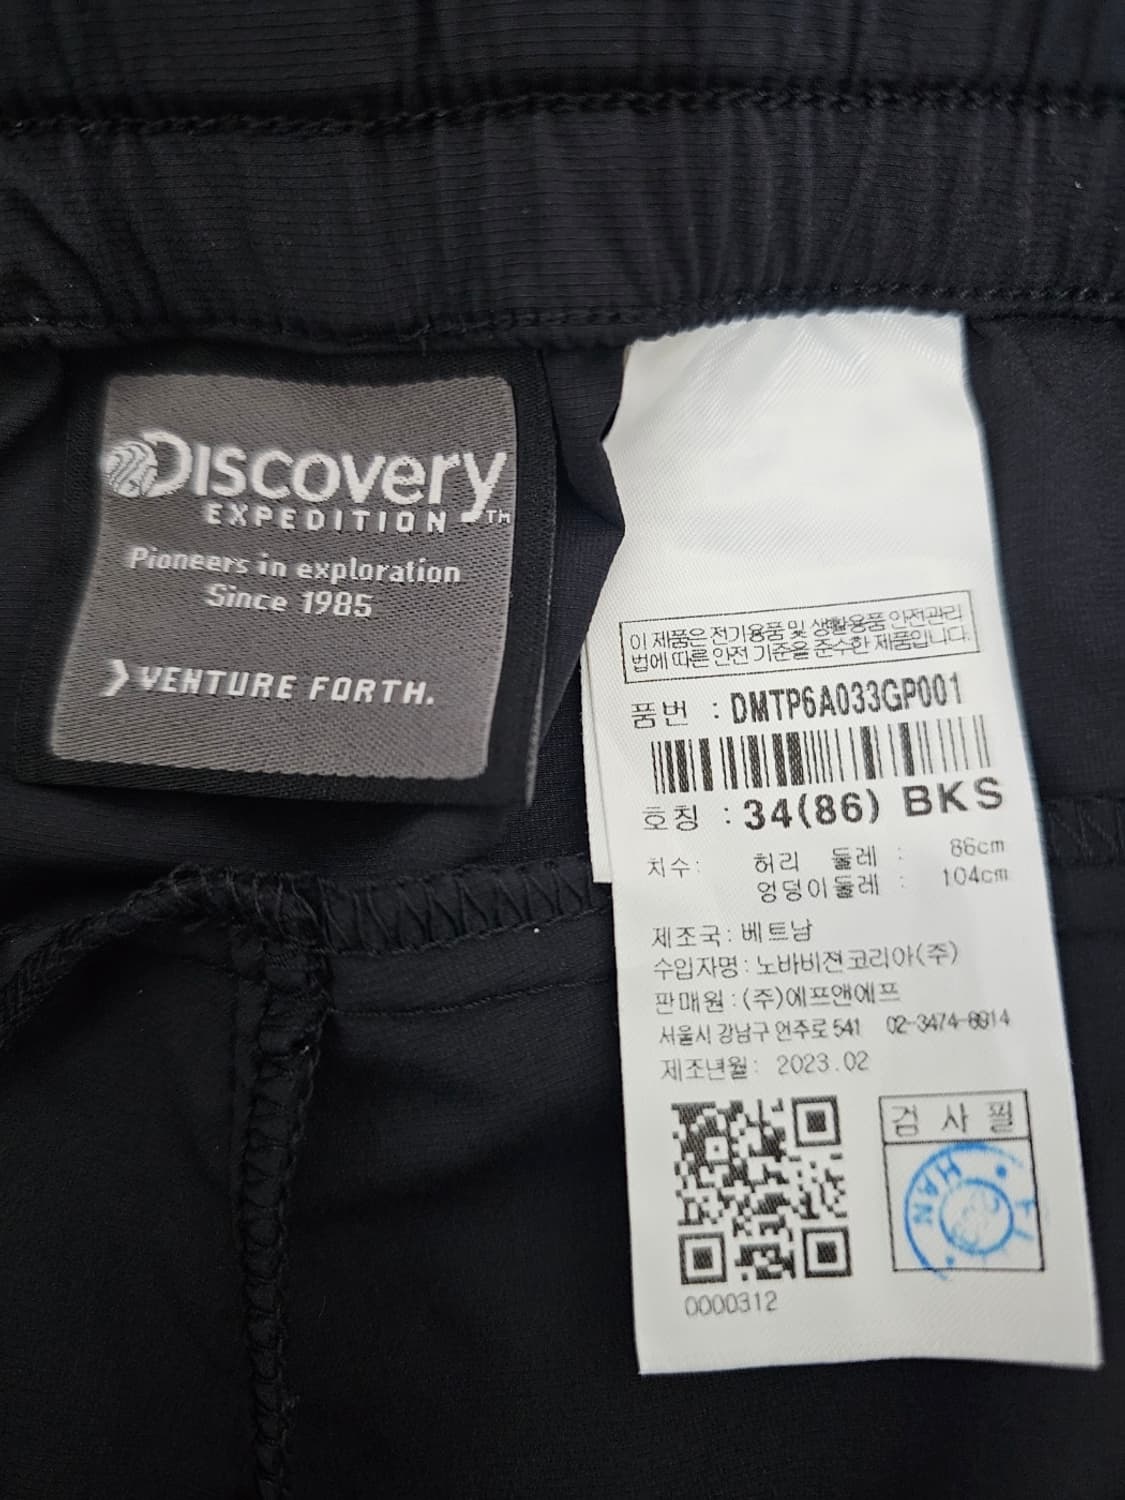 DISCOVERY
EXPEDITION ™
Pioneers in exploration
Since 1985
VENTURE FORTH.
이 제품은 전기용품 및 생활용품 안전관리
법에 따른 안전 기준을 준수한 제품입니다.
품번 : DMTP6A033GP001
호칭 : 34(86) BKS
치수: 허리 둘레 : 86cm
엉덩이둘레 : 104cm
제조국: 베트남
수입자명: 노바비젼코리아(주)
판매원 : (주)에프앤에프
서울시 강남구 언주로 541 02-3474-8914
제조년월: 2023.02
검 사 필
HAN
0000312